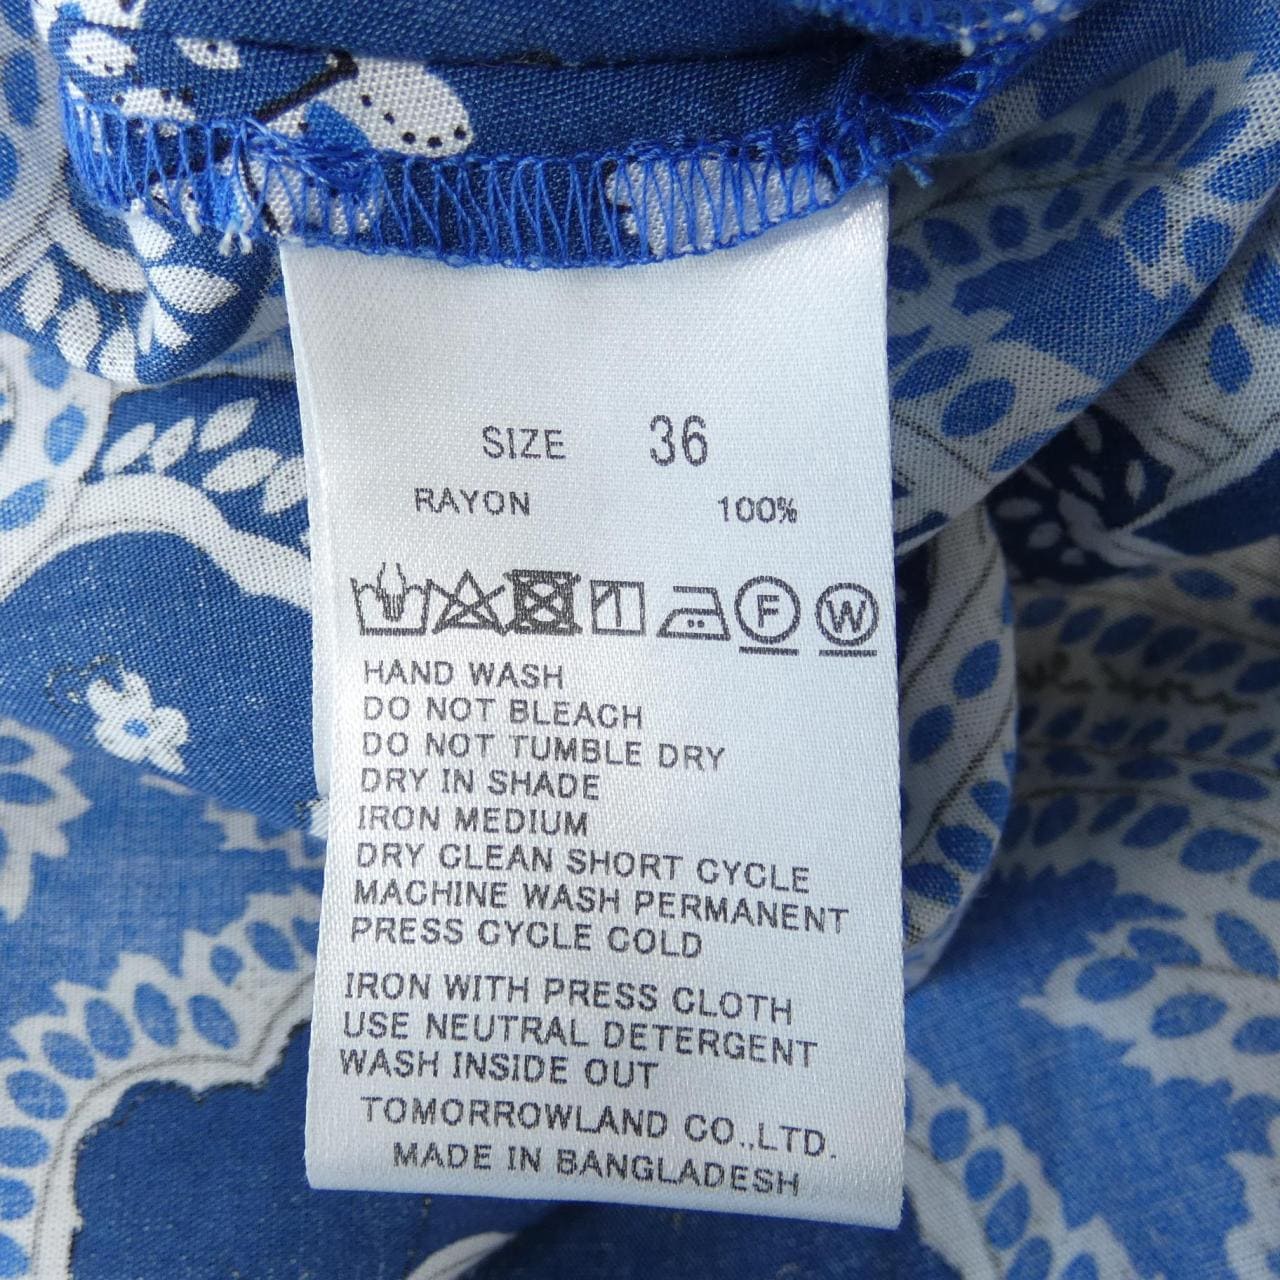 SIZE 36
RAYON 100%
F W
HAND WASH
DO NOT BLEACH
DO NOT TUMBLE DRY
DRY IN SHADE
IRON MEDIUM
DRY CLEAN SHORT CYCLE
MACHINE WASH PERMANENT
PRESS CYCLE COLD
IRON WITH PRESS CLOTH
USE NEUTRAL DETERGENT
WASH INSIDE OUT
TOMORROWLAND CO.,LTD.
MADE IN BANGLADESH